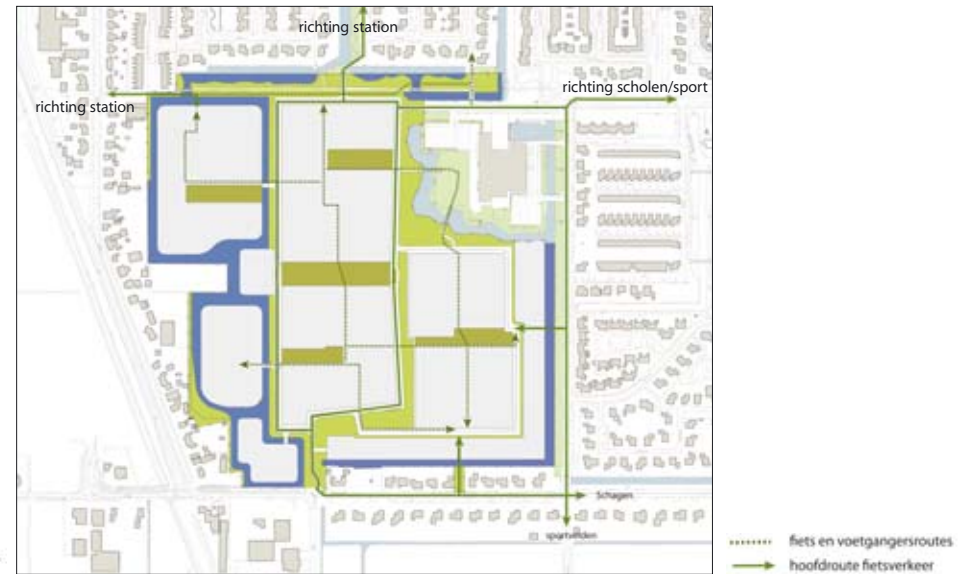 richting station
richting scholen/sport
richting station
Schagen
sportvelden
fiets en voetgangersroutes
hoofdroute fietsverkeer